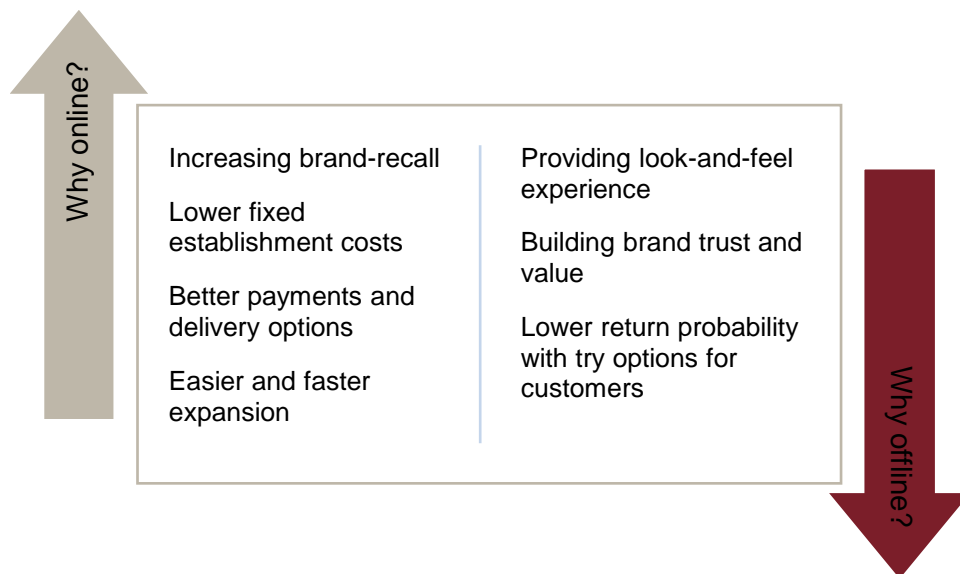 Why online?
Increasing brand-recall
Lower fixed
establishment costs
Better payments and
delivery options
Easier and faster
expansion
Providing look-and-feel
experience
Building brand trust and
value
Lower return probability
with try options for
customers
Why offline?